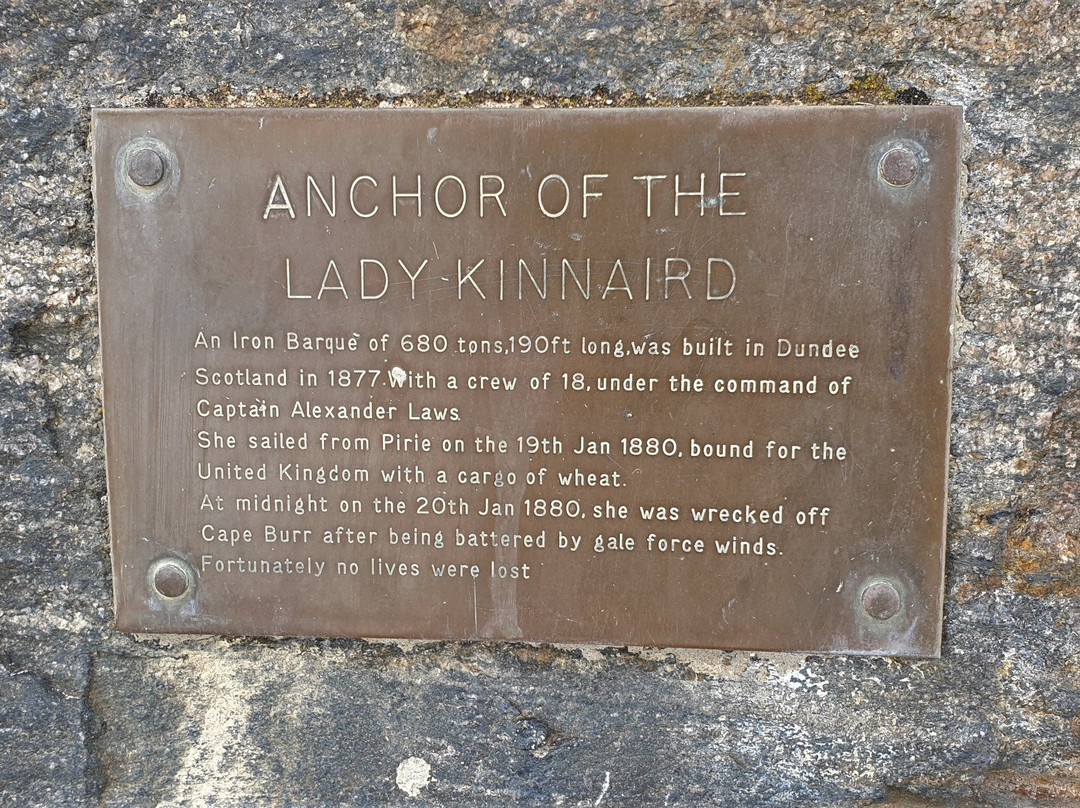 ANCHOR OF THE
LADY KINNAIRD
An Iron Barque of 680 tons,190ft long,was built in Dundee
Scotland in 1877.With a crew of 18, under the command of
Captain Alexander Laws.
She sailed from Pirie on the 19th Jan 1880, bound for the
United Kingdom with a cargo of wheat.
At midnight on the 20th Jan 1880, she was wrecked off
Cape Burr after being battered by gale force winds.
Fortunately no lives were lost